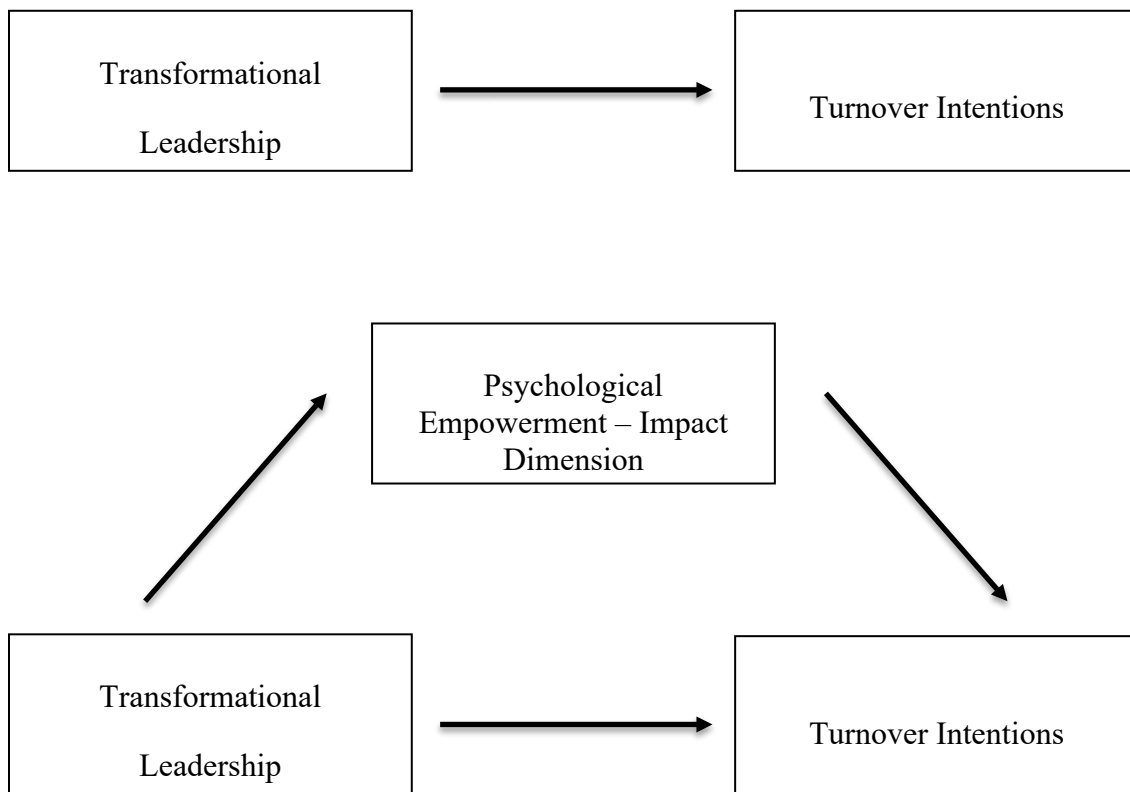 Transformational
Leadership
Turnover Intentions
Psychological
Empowerment – Impact
Dimension
Transformational
Leadership
Turnover Intentions